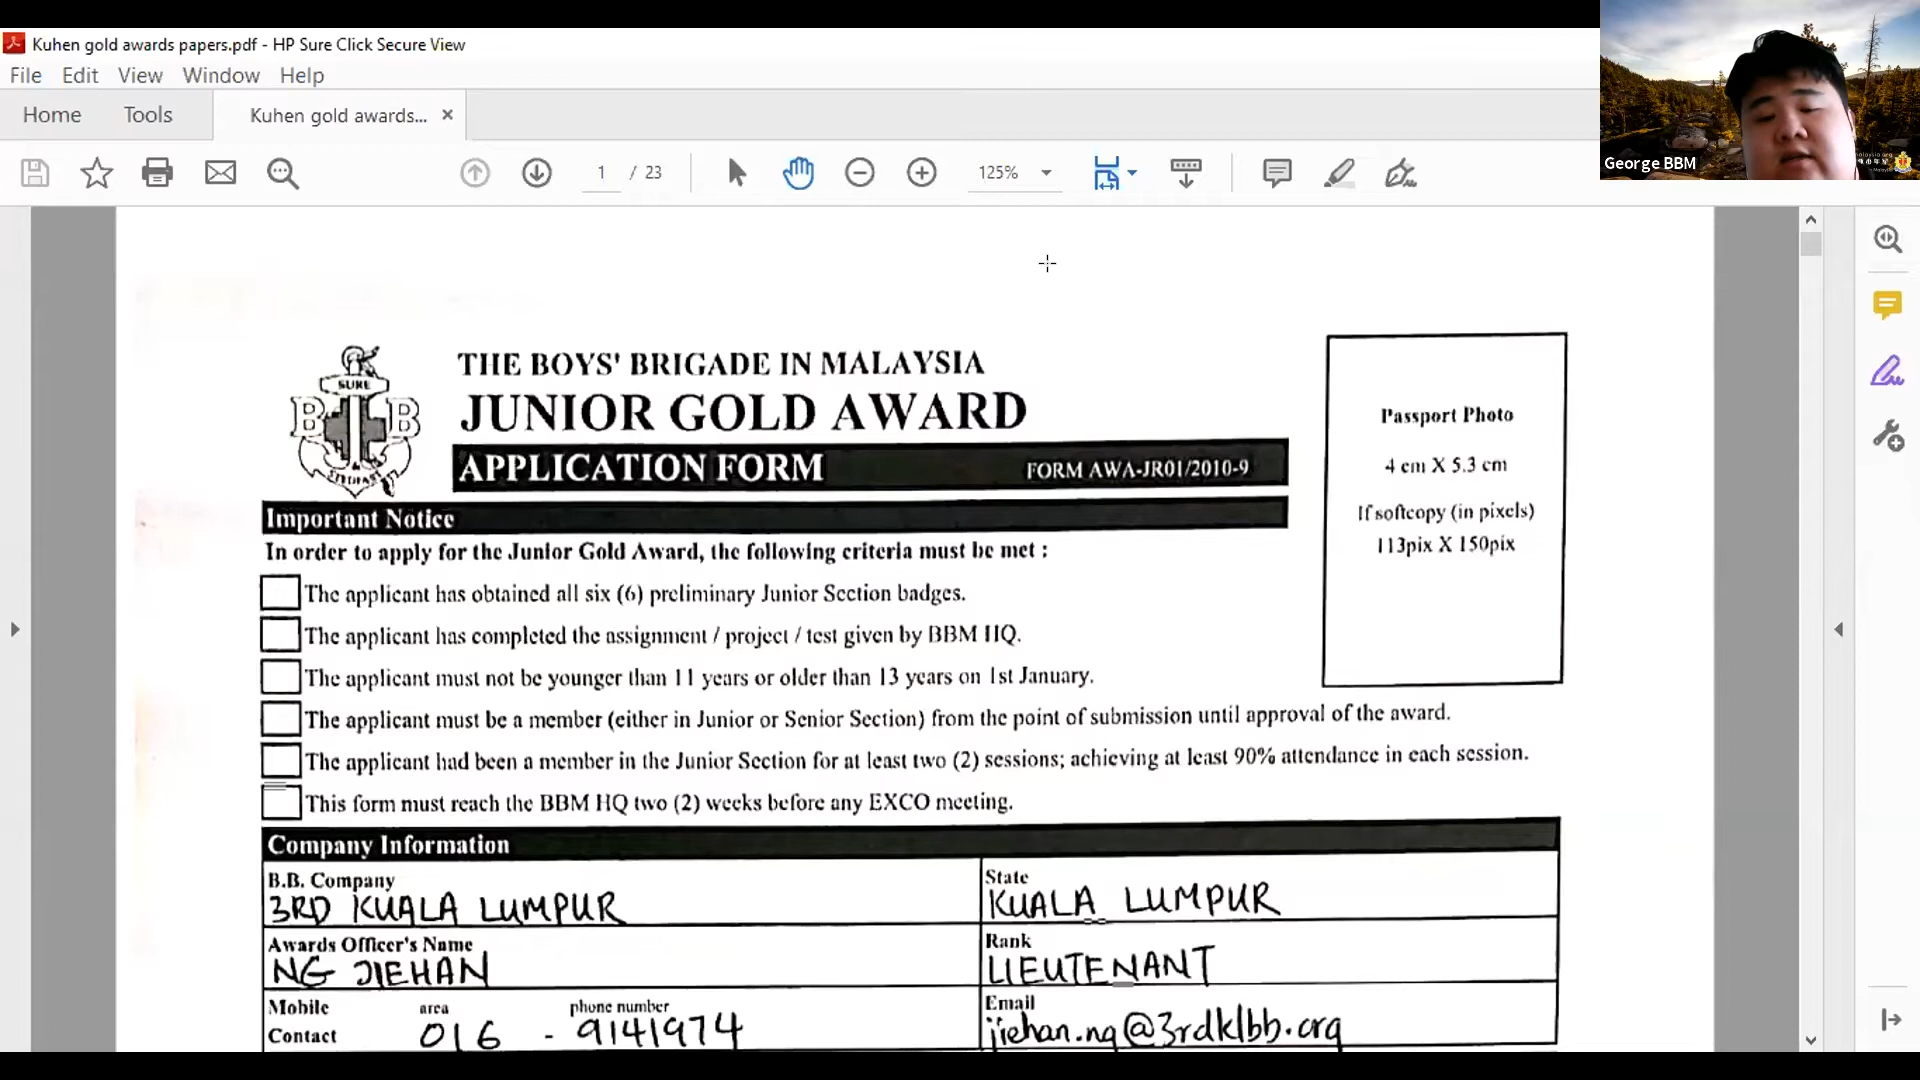 Kuhen gold awards papers.pdf - HP Sure Click Secure View
File Edit View Window Help
Home Tools Kuhen gold awards...
1 / 23 125%
George BBM
SURE
B B
THE BOYS' BRIGADE IN MALAYSIA
JUNIOR GOLD AWARD
APPLICATION FORM FORM AWA-JR01/2010-9
Passport Photo
4 cm X 5.3 cm
If softcopy (in pixels)
113pix X 150pix
Important Notice
In order to apply for the Junior Gold Award, the following criteria must be met :
The applicant has obtained all six (6) preliminary Junior Section badges.
The applicant has completed the assignment / project / test given by BBM HQ.
The applicant must not be younger than 11 years or older than 13 years on 1st January.
The applicant must be a member (either in Junior or Senior Section) from the point of submission until approval of the award.
The applicant had been a member in the Junior Section for at least two (2) sessions; achieving at least 90% attendance in each session.
This form must reach the BBM HQ two (2) weeks before any EXCO meeting.
Company Information
B.B. Company State
3RD KUALA LUMPUR KUALA LUMPUR
Awards Officer's Name Rank
NG JIEHAN LIEUTENANT
Mobile area phone number Email
Contact 016 - 9141974 jiehan.ng@3rdklbb.org